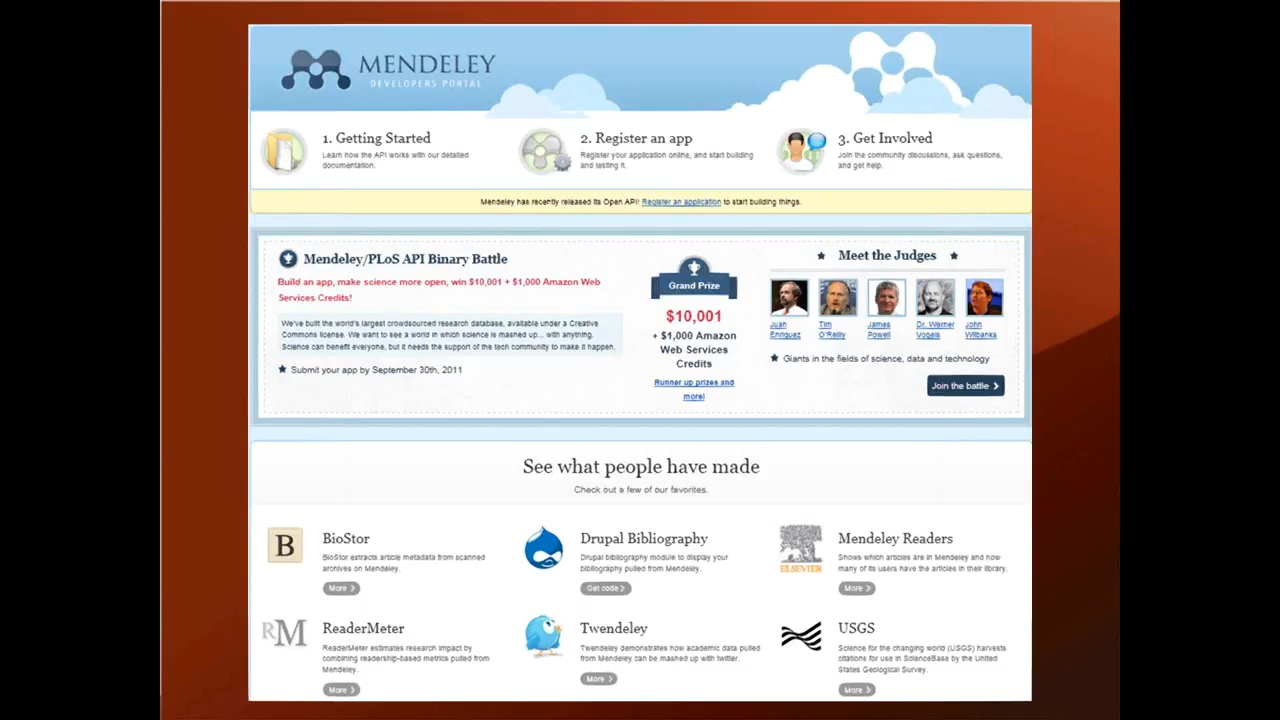 MENDELEY
DEVELOPERS PORTAL
1. Getting Started
Learn how the API works with our detailed
documentation.
2. Register an app
Register your application online, and start building
and testing it.
3. Get Involved
Join the community discussions, ask questions,
and get help.
Mendeley has recently released its Open API! Register an application to start building things.
Mendeley/PLoS API Binary Battle
Build an app, make science more open, win $10,001 + $1,000 Amazon Web
Services Credits!
We've built the world's largest crowdsourced research database, available under a Creative
Commons license. We want to see a world in which science is mashed up... with anything.
Science can benefit everyone, but it needs the support of the tech community to make it happen.
Submit your app by September 30th, 2011
Grand Prize
$10,001
+ $1,000 Amazon
Web Services
Credits
Runner up prizes and
more!
Meet the Judges
Juan
Enriquez
Tim
O'Reilly
James
Powell
Dr. Werner
Vogels
John
Wilbanks
Giants in the fields of science, data and technology
Join the battle
See what people have made
Check out a few of our favorites.
B
BioStor
BioStor extracts article metadata from scanned
archives on Mendeley.
More
Drupal Bibliography
Drupal bibliography module to display your
bibliography pulled from Mendeley.
Get code
ELSEVIER
Mendeley Readers
Shows which articles are in Mendeley and how
many of its users have the articles in their library.
More
RM
ReaderMeter
ReaderMeter estimates research impact by
combining readership-based metrics pulled from
Mendeley.
More
Twendeley
Twendeley demonstrates how academic data pulled
from Mendeley can be mashed up with twitter.
More
USGS
Science for the changing world (USGS) harvests
citations for use in ScienceBase by the United
States Geological Survey.
More